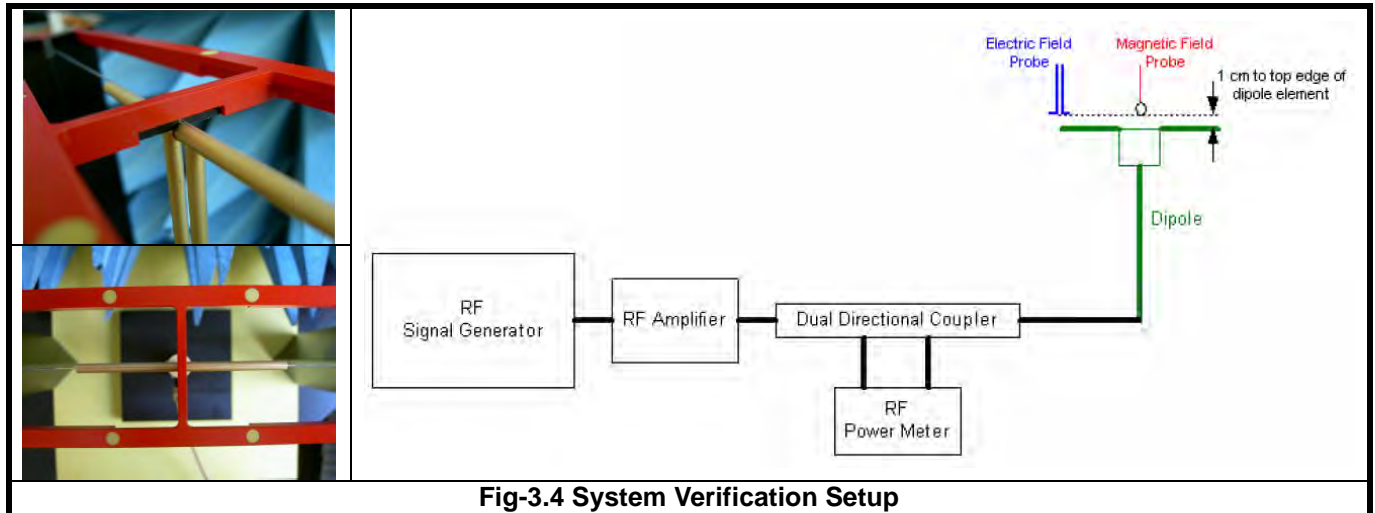 Electric Field
Probe
Magnetic Field
Probe
1 cm to top edge of
dipole element
Dipole
RF
Signal Generator
RF Amplifier
Dual Directional Coupler
RF
Power Meter
Fig-3.4 System Verification Setup